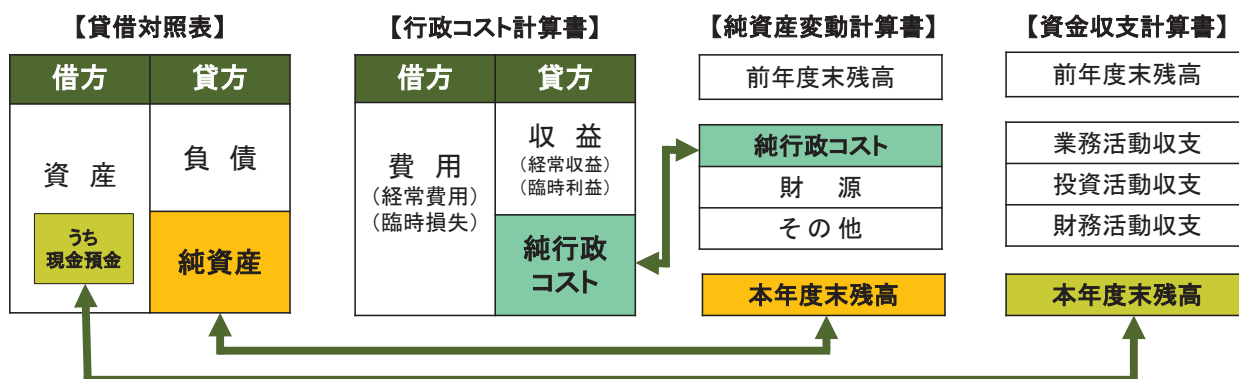 【貸借対照表】
借方
貸方
資 産
うち
現金預金
負 債
純資産
【行政コスト計算書】
借方
貸方
費 用
(経常費用)
(臨時損失)
収 益
(経常収益)
(臨時利益)
純行政
コスト
【純資産変動計算書】
前年度末残高
純行政コスト
財 源
その他
本年度末残高
【資金収支計算書】
前年度末残高
業務活動収支
投資活動収支
財務活動収支
本年度末残高